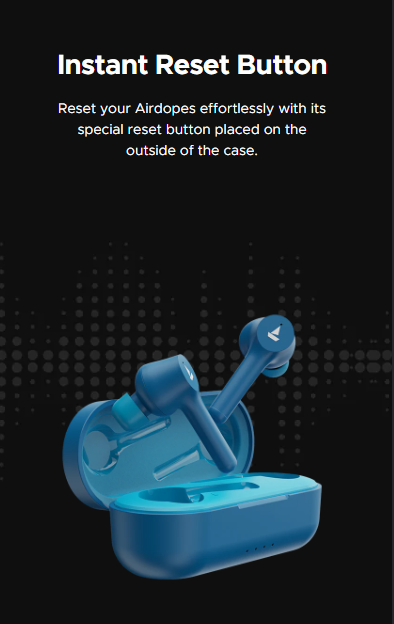 Instant Reset Button
Reset your Airdopes effortlessly with its
special reset button placed on the
outside of the case.